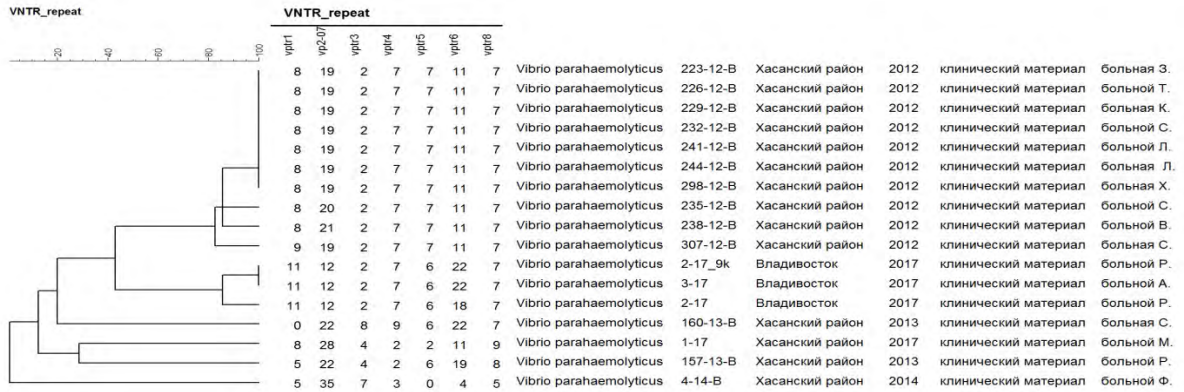 VNTR_repeat VNTR_repeat
20 40 60 80 100 vptr1 vp2-07 vptr3 vptr4 vptr5 vptr6 vptr8
8 19 2 7 7 11 7 Vibrio parahaemolyticus 223-12-В Хасанский район 2012 клинический материал больная З.
8 19 2 7 7 11 7 Vibrio parahaemolyticus 226-12-В Хасанский район 2012 клинический материал больной Т.
8 19 2 7 7 11 7 Vibrio parahaemolyticus 229-12-В Хасанский район 2012 клинический материал больная К.
8 19 2 7 7 11 7 Vibrio parahaemolyticus 232-12-В Хасанский район 2012 клинический материал больной С.
8 19 2 7 7 11 7 Vibrio parahaemolyticus 241-12-В Хасанский район 2012 клинический материал больной Л.
8 19 2 7 7 11 7 Vibrio parahaemolyticus 244-12-В Хасанский район 2012 клинический материал больная Л.
8 19 2 7 7 11 7 Vibrio parahaemolyticus 298-12-В Хасанский район 2012 клинический материал больная Х.
8 20 2 7 7 11 7 Vibrio parahaemolyticus 235-12-В Хасанский район 2012 клинический материал больной С.
8 21 2 7 7 11 7 Vibrio parahaemolyticus 238-12-В Хасанский район 2012 клинический материал больной В.
9 19 2 7 7 11 7 Vibrio parahaemolyticus 307-12-В Хасанский район 2012 клинический материал больная С.
11 12 2 7 6 22 7 Vibrio parahaemolyticus 2-17_9k Владивосток 2017 клинический материал больной Р.
11 12 2 7 6 22 7 Vibrio parahaemolyticus 3-17 Владивосток 2017 клинический материал больной А.
11 12 2 7 6 18 7 Vibrio parahaemolyticus 2-17 Владивосток 2017 клинический материал больной Р.
0 22 8 9 6 22 7 Vibrio parahaemolyticus 160-13-В Хасанский район 2013 клинический материал больной С.
8 28 4 2 2 11 9 Vibrio parahaemolyticus 1-17 Хасанский район 2017 клинический материал больной М.
5 22 4 2 6 19 8 Vibrio parahaemolyticus 157-13-В Хасанский район 2013 клинический материал больной Р.
5 35 7 3 0 4 5 Vibrio parahaemolyticus 4-14-В Хасанский район 2014 клинический материал больной Ф.